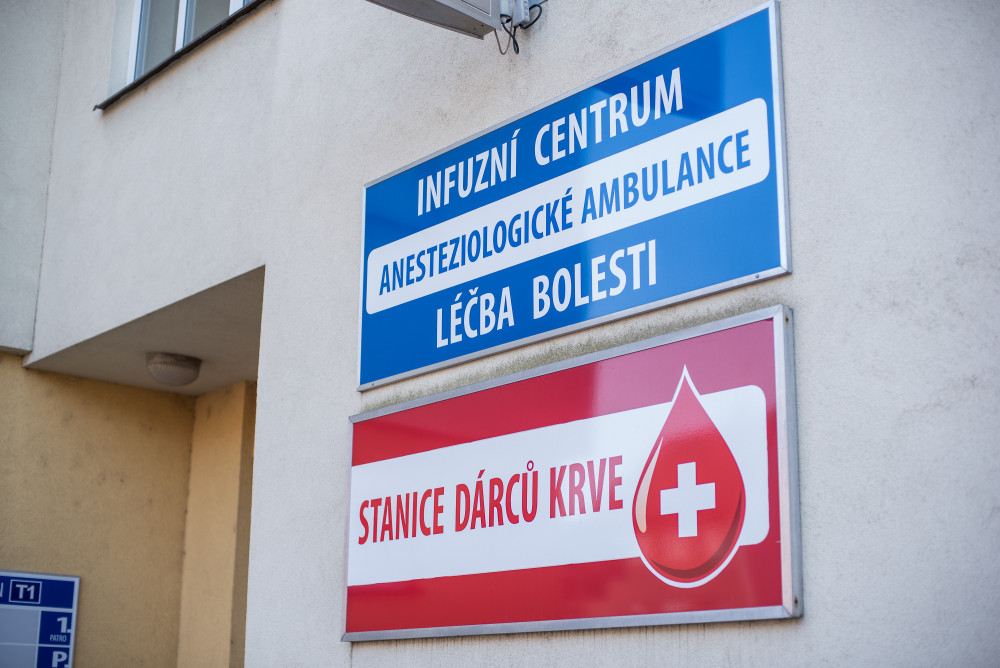 INFUZNÍ CENTRUM
ANESTEZIOLOGICKÉ AMBULANCE
LÉČBA BOLESTI
STANICE DÁRCŮ KRVE
T1
1.
PATRO
P.